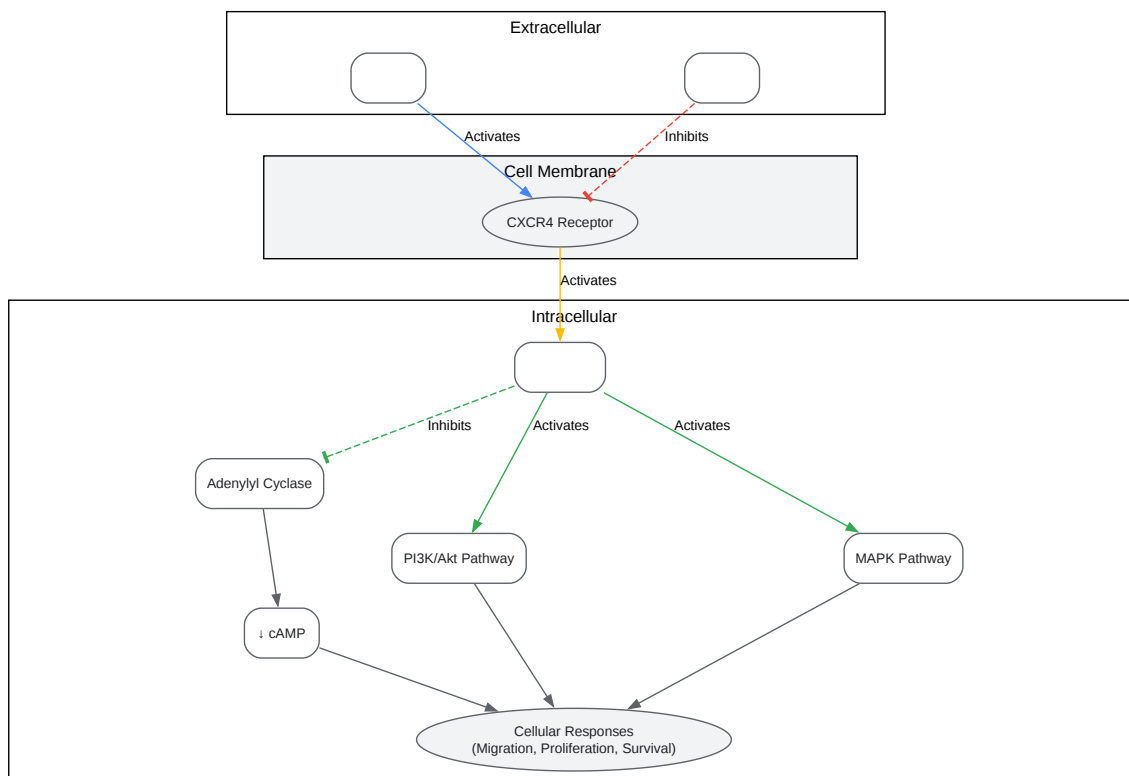 Extracellular
Activates
Inhibits
Cell Membrane
CXCR4 Receptor
Activates
Intracellular
Inhibits
Activates
Activates
Adenylyl Cyclase
PI3K/Akt Pathway
MAPK Pathway
↓ cAMP
Cellular Responses
(Migration, Proliferation, Survival)